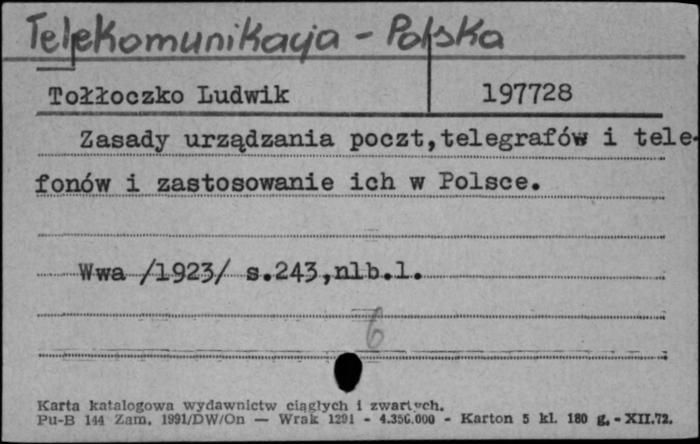 Telekomunikacja - Polska
Tołłoczko Ludwik 197728
Zasady urządzania poczt,telegrafów i tele-
fonów i zastosowanie ich w Polsce.
Wwa /1923/ s.243,nlb.1.
6
Karta katalogowa wydawnictw ciągłych i zwartych.
Pu-B 144 Zam. 1991/DW/On — Wrak 1291 - 4.356.000 - Karton 5 kl. 180 g. - XII.72.